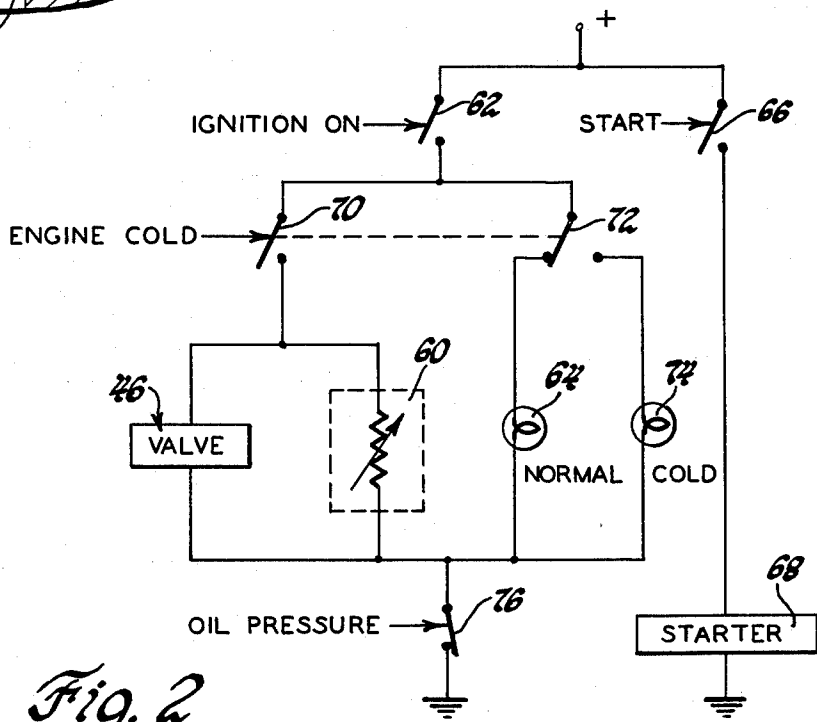 +
IGNITION ON
62
START
66
ENGINE COLD
70
72
60
46
VALVE
64
74
NORMAL
COLD
OIL PRESSURE
76
68
STARTER
Fig. 2